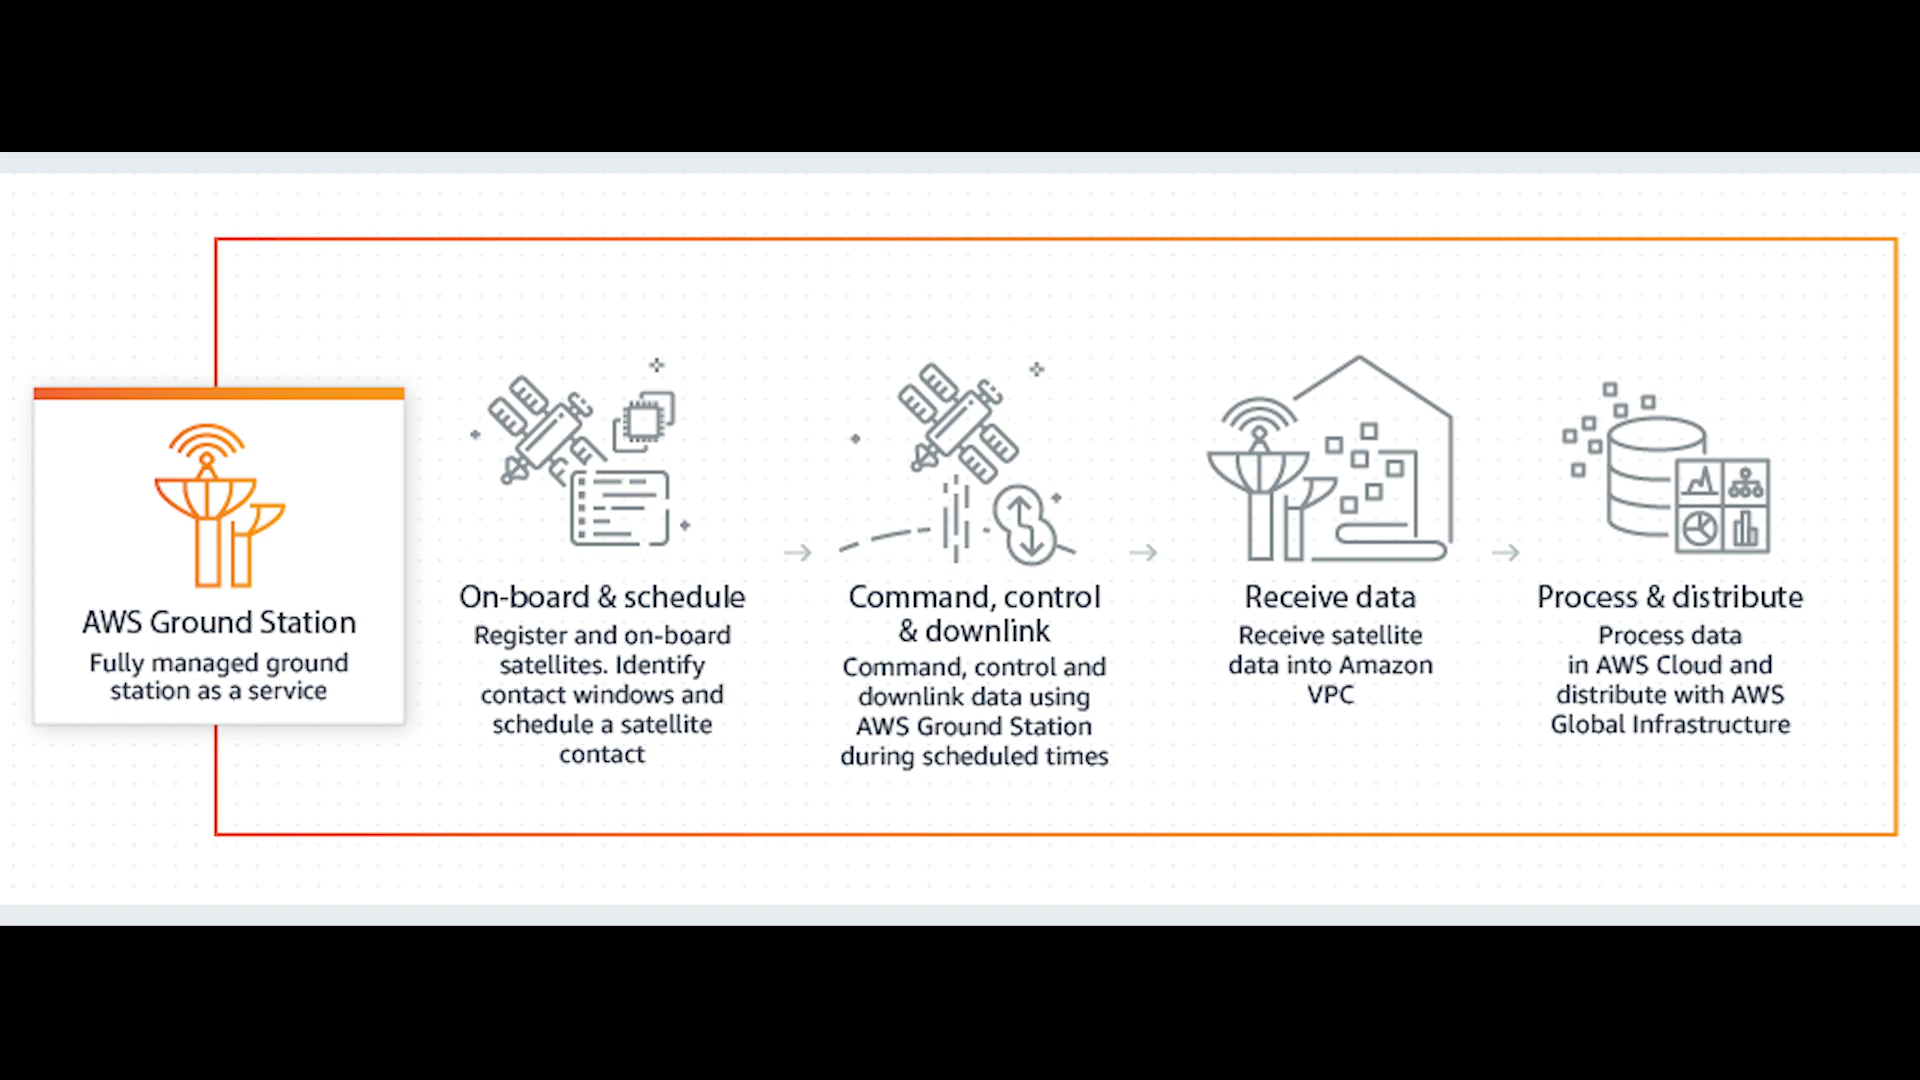 AWS Ground Station
Fully managed ground
station as a service
On-board & schedule
Register and on-board
satellites. Identify
contact windows and
schedule a satellite
contact
Command, control
& downlink
Command, control and
downlink data using
AWS Ground Station
during scheduled times
Receive data
Receive satellite
data into Amazon
VPC
Process & distribute
Process data
in AWS Cloud and
distribute with AWS
Global Infrastructure